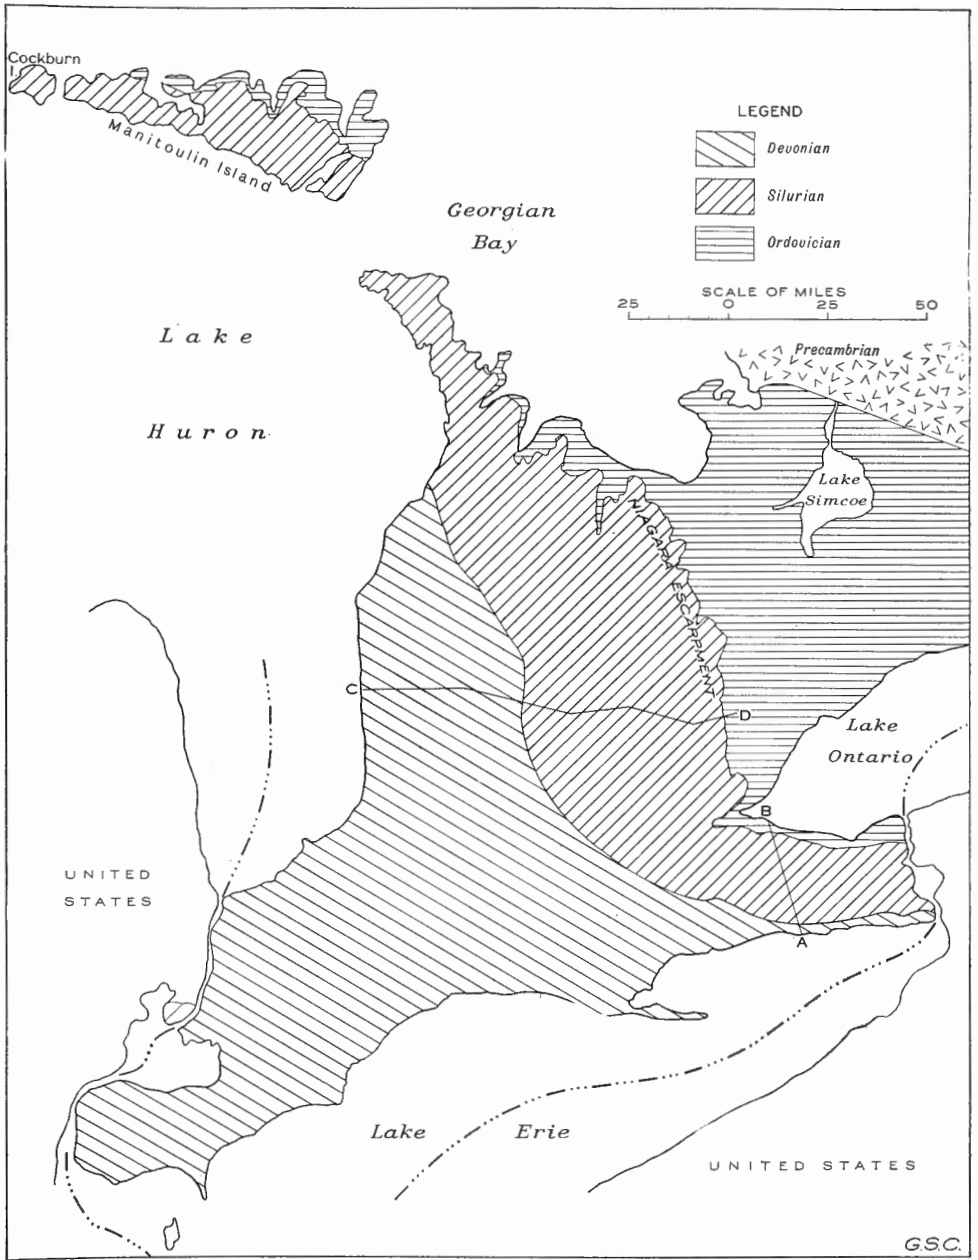 Cockburn
I.
Manitoulin Island
LEGEND
Devonian
Silurian
Ordovician
Georgian
Bay
SCALE OF MILES
25 0 25 50
Precambrian
Lake
Huron
Lake
Simcoe
NIAGARA ESCARPMENT
C
D
Lake
Ontario
B
UNITED
STATES
A
Lake Erie
UNITED STATES
G.S.C.